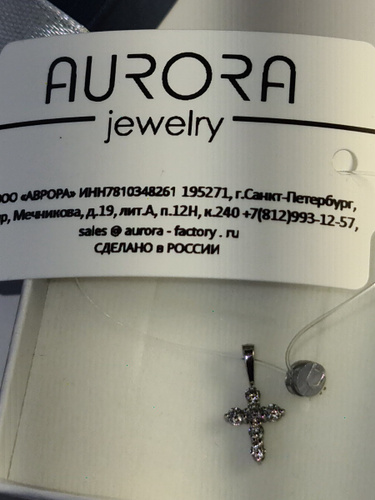 AURORA
jewelry
ООО «АВРОРА» ИНН7810348261 195271, г.Санкт-Петербург,
Мечникова, д.19, лит.А, п.12Н, к.240 +7(812)993-12-57,
sales @ aurora - factory . ru
СДЕЛАНО в РОССИИ